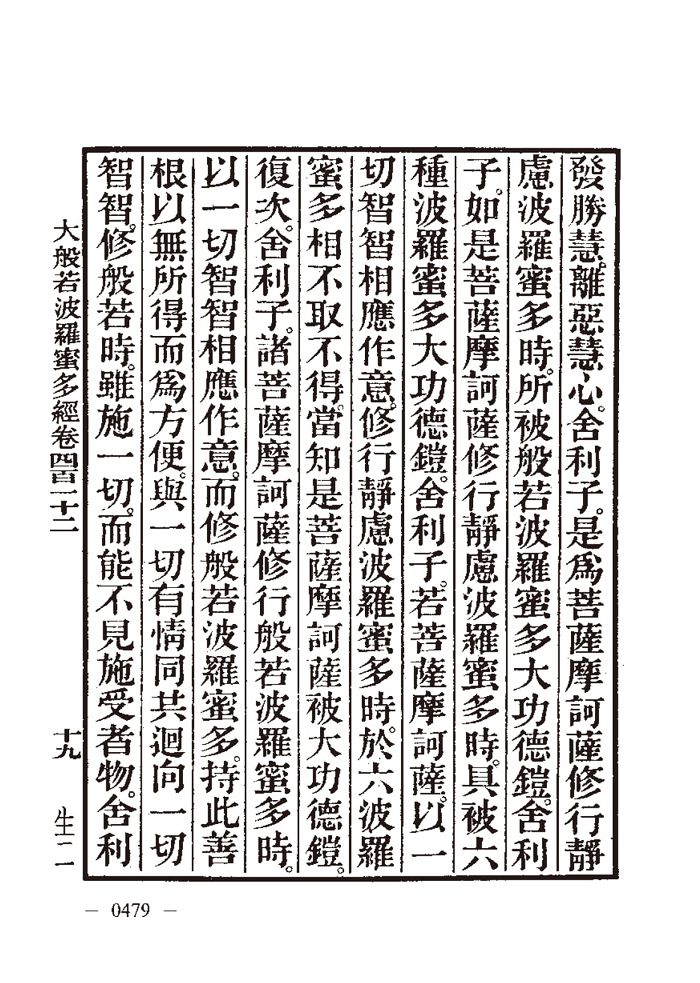 發勝慧。離惡慧心。舍利子。是爲菩薩摩訶薩修行靜
慮波羅蜜多時。所被般若波羅蜜多大功德鎧。舍利
子。如是菩薩摩訶薩修行靜慮波羅蜜多時。具被六
種波羅蜜多大功德鎧。舍利子。若菩薩摩訶薩。以一
切智智相應作意。修行靜慮波羅蜜多時。於六波羅
蜜多相不取不得。當知是菩薩摩訶薩被大功德鎧。
復次。舍利子。諸菩薩摩訶薩修行般若波羅蜜多時。
以一切智智相應作意。而修般若波羅蜜多。持此善
根以無所得而爲方便。與一切有情同共迴向一切
智智。修般若時。雖施一切。而能不見施受者物。舍利
大般若波羅蜜多經卷四百一十二 十九 生二
— 0479 —